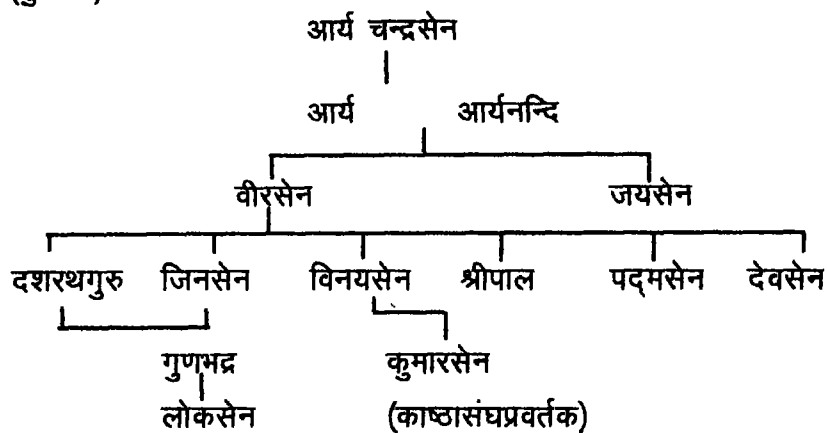 आर्य चन्द्रसेन
आर्य आर्यनन्दि
वीरसेन जयसेन
दशरथगुरु जिनसेन विनयसेन श्रीपाल पद्मसेन देवसेन
गुणभद्र कुमारसेन
लोकसेन (काष्ठासंघप्रवर्तक)